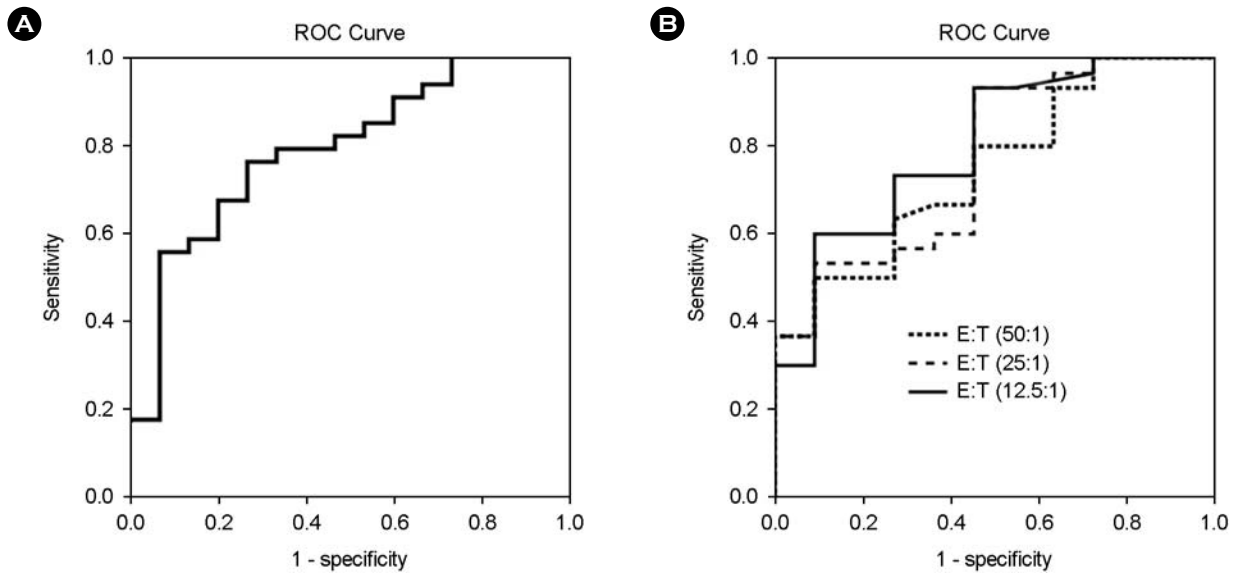 A
ROC Curve
1.0
0.8
0.6
0.4
0.2
0.0
Sensitivity
0.0 0.2 0.4 0.6 0.8 1.0
1 - specificity
B
ROC Curve
1.0
0.8
0.6
0.4
0.2
0.0
Sensitivity
E:T (50:1)
E:T (25:1)
E:T (12.5:1)
0.0 0.2 0.4 0.6 0.8 1.0
1 - specificity